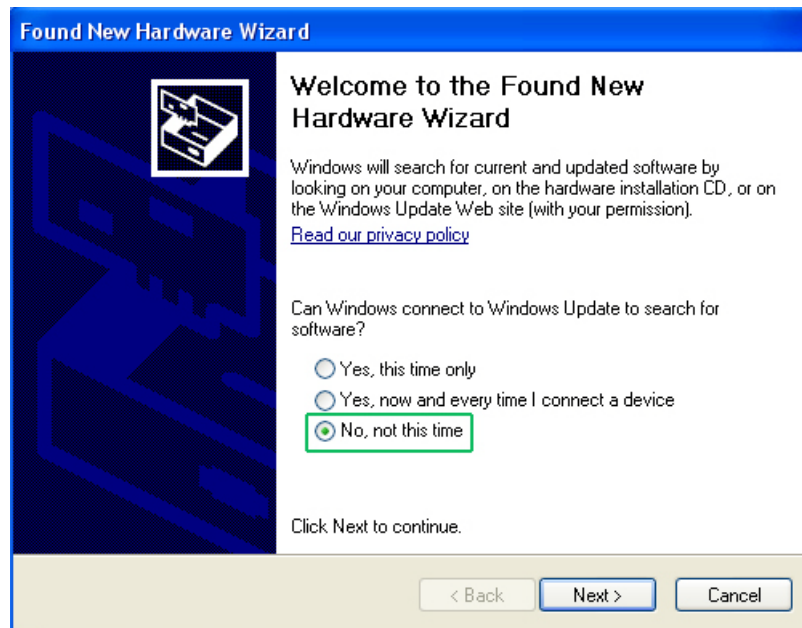 Found New Hardware Wizard
Welcome to the Found New
Hardware Wizard
Windows will search for current and updated software by
looking on your computer, on the hardware installation CD, or on
the Windows Update Web site (with your permission).
Read our privacy policy
Can Windows connect to Windows Update to search for
software?
Yes, this time only
Yes, now and every time I connect a device
No, not this time
Click Next to continue.
< Back Next > Cancel